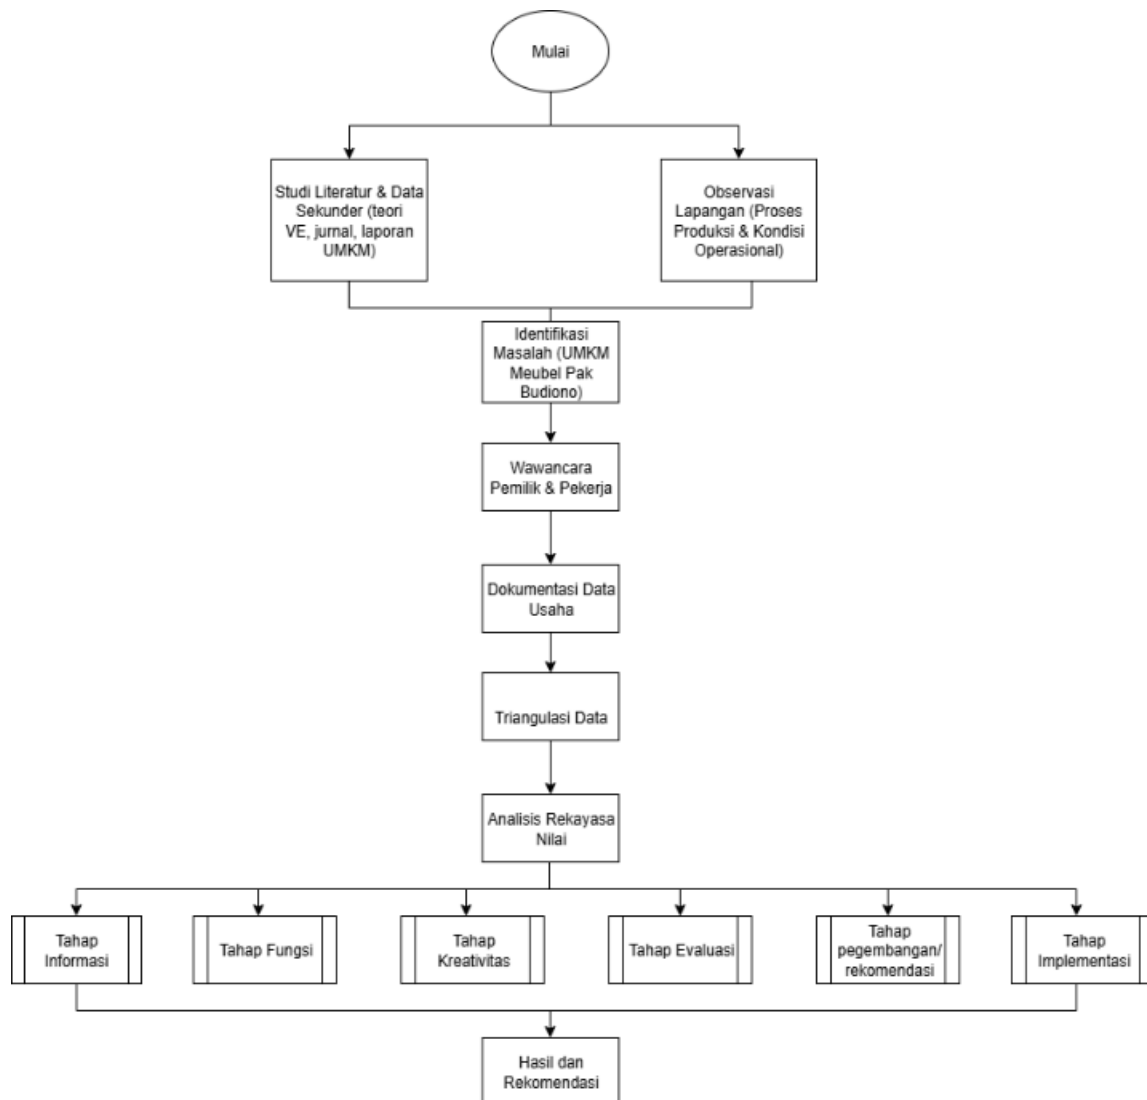 Mulai
Studi Literatur & Data
Sekunder (teori
VE, jurnal, laporan
UMKM)
Observasi
Lapangan (Proses
Produksi & Kondisi
Operasional)
Identifikasi
Masalah (UMKM
Meubel Pak
Budiono)
Wawancara
Pemilik & Pekerja
Dokumentasi Data
Usaha
Triangulasi Data
Analisis Rekayasa
Nilai
Tahap
Informasi
Tahap Fungsi
Tahap
Kreativitas
Tahap Evaluasi
Tahap
pegembangan/
rekomendasi
Tahap
Implementasi
Hasil dan
Rekomendasi